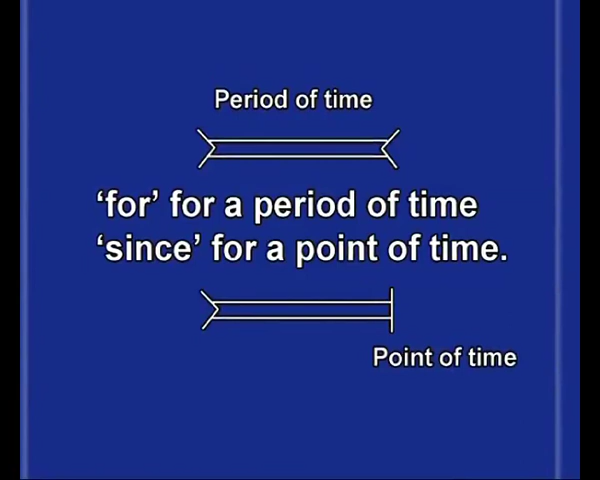 Period of time
‘for’ for a period of time
‘since’ for a point of time.
Point of time